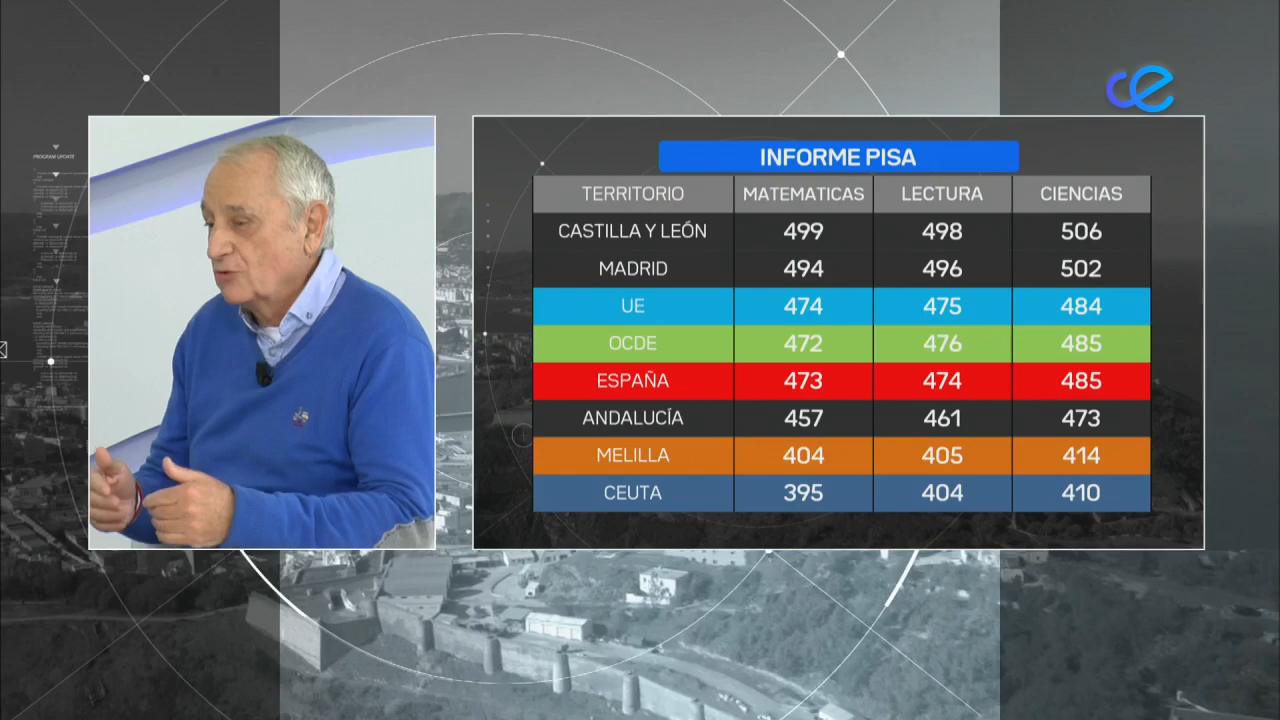 ce
PROGRAM UPDATE
INFORME PISA
TERRITORIO MATEMATICAS LECTURA CIENCIAS
CASTILLA Y LEÓN 499 498 506
MADRID 494 496 502
UE 474 475 484
OCDE 472 476 485
ESPAÑA 473 474 485
ANDALUCÍA 457 461 473
MELILLA 404 405 414
CEUTA 395 404 410